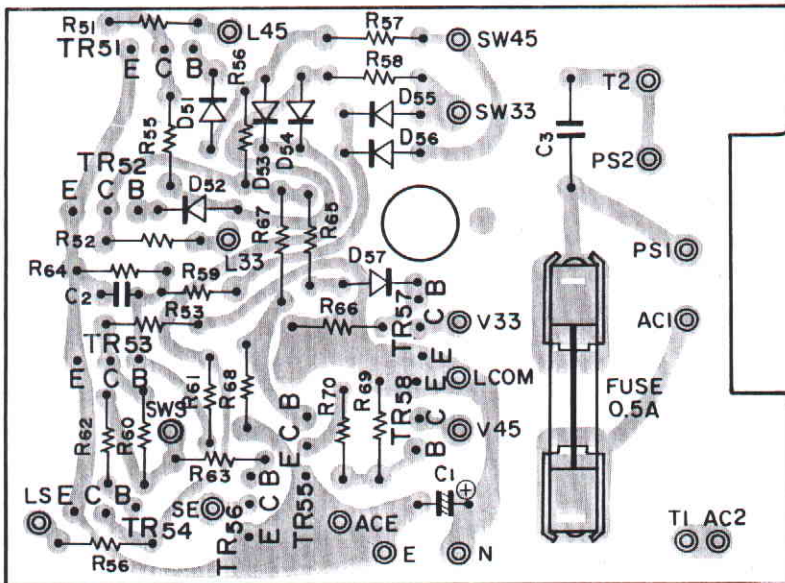 R51
L45
R57
SW45
TR51
E C B
R56
R58
T2
D51
D55
SW33
R55
D53
D54
D56
C3
PS2
TR52
E C B
D52
R67
R65
R52
L33
PS1
R64
R59
D57
B
C2
TR57
C
V33
AC1
R53
R66
E
TR53
E C B
R61
R68
E
LCOM
FUSE
0.5A
SW3
R70
R69
TR58
C
V45
R62
R60
B
C
E
B
R63
C1
LS
E C B
SE
B
C
E
TR55
TR54
TR56
ACE
T1 AC2
R56
E
N